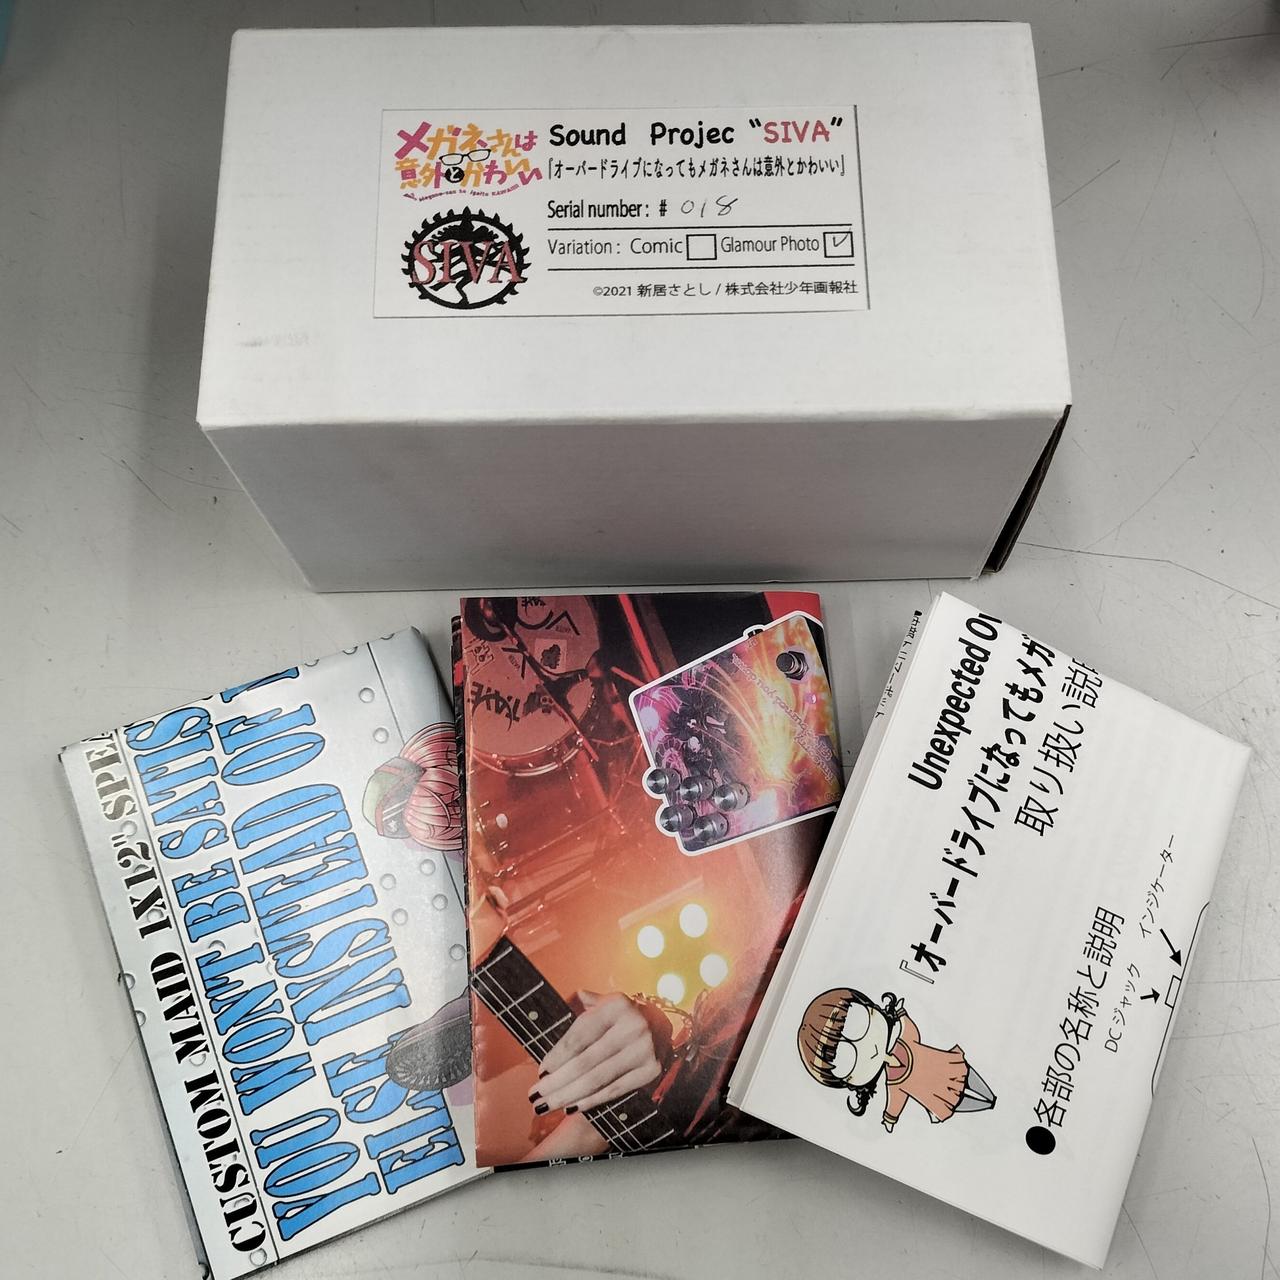 メガネさんは
意外とかわいい
Megane-san ha igaito KAWAII!
Sound Projec “SIVA”
『オーバードライブになってもメガネさんは意外とかわいい』
SIVA
Serial number: # 018
Variation: Comic Glamour Photo
©2021 新居さとし / 株式会社少年画報社
CUSTOM MAID 1X12" SPE
YOU WON'T BE SATIS
YOU
ELSE INSTEAD OF
Unexpected
『オーバードライブになってもメガ
取り扱い説
●各部の名称と説明
DCジャック
インジケーター